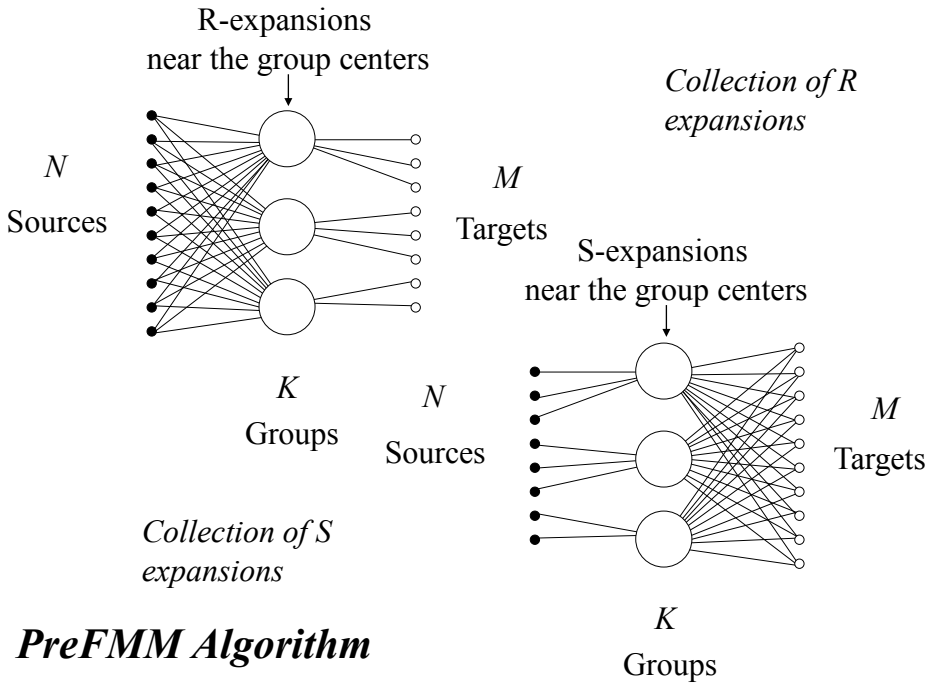 R-expansions
near the group centers
Collection of R
expansions
N
Sources
M
Targets
K
Groups
S-expansions
near the group centers
N
Sources
M
Targets
Collection of S
expansions
K
Groups
PreFMM Algorithm